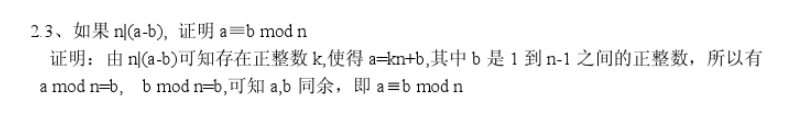 2.3、如果 n|(a-b), 证明 a≡b mod n
证明：由 n|(a-b)可知存在正整数 k,使得 a=kn+b,其中 b 是 1 到 n-1 之间的正整数，所以有
a mod n=b, b mod n=b,可知 a,b 同余，即 a≡b mod n